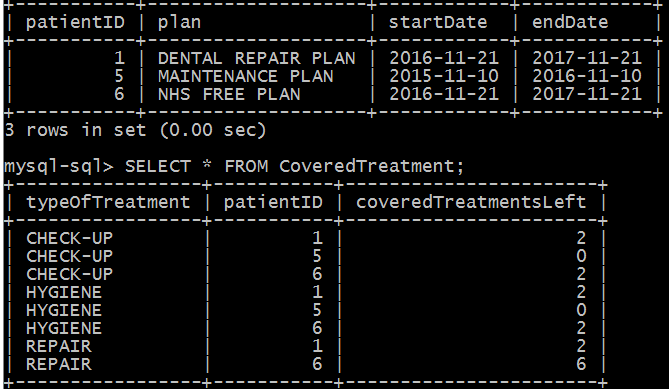 +-----------+--------------------+------------+------------+
| patientID | plan               | startDate  | endDate    |
+-----------+--------------------+------------+------------+
|         1 | DENTAL REPAIR PLAN | 2016-11-21 | 2017-11-21 |
|         5 | MAINTENANCE PLAN   | 2015-11-10 | 2016-11-10 |
|         6 | NHS FREE PLAN      | 2016-11-21 | 2017-11-21 |
+-----------+--------------------+------------+------------+
3 rows in set (0.00 sec)
mysql-sql> SELECT * FROM CoveredTreatment;
+-----------------+-----------+-----------------------+
| typeOfTreatment | patientID | coveredTreatmentsLeft |
+-----------------+-----------+-----------------------+
| CHECK-UP        |         1 |                     2 |
| CHECK-UP        |         5 |                     0 |
| CHECK-UP        |         6 |                     2 |
| HYGIENE         |         1 |                     2 |
| HYGIENE         |         5 |                     0 |
| HYGIENE         |         6 |                     2 |
| REPAIR          |         1 |                     2 |
| REPAIR          |         6 |                     6 |
+-----------------+-----------+-----------------------+